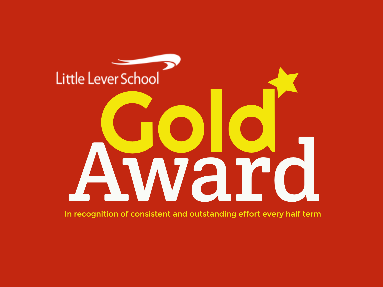 Little Lever School
Gold
Award
In recognition of consistent and outstanding effort every half term